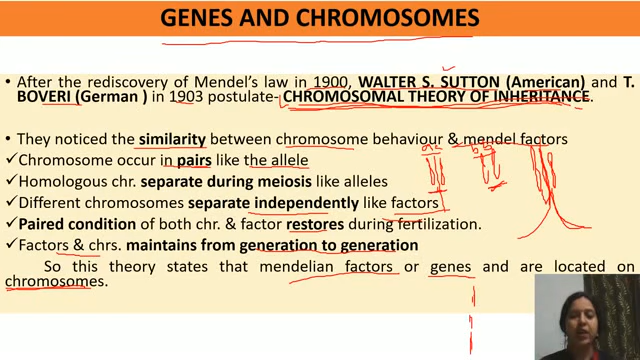 GENES AND CHROMOSOMES
• After the rediscovery of Mendel's law in 1900, WALTER S. SUTTON (American) and T.
BOVERI (German ) in 1903 postulate- CHROMOSOMAL THEORY OF INHERITANCE.
• They noticed the similarity between chromosome behaviour & mendel factors
✓Chromosome occur in pairs like the allele
✓Homologous chr. separate during meiosis like alleles
✓Different chromosomes separate independently like factors
✓Paired condition of both chr. & factor restores during fertilization.
✓Factors & chrs. maintains from generation to generation
So this theory states that mendelian factors or genes and are located on
chromosomes.